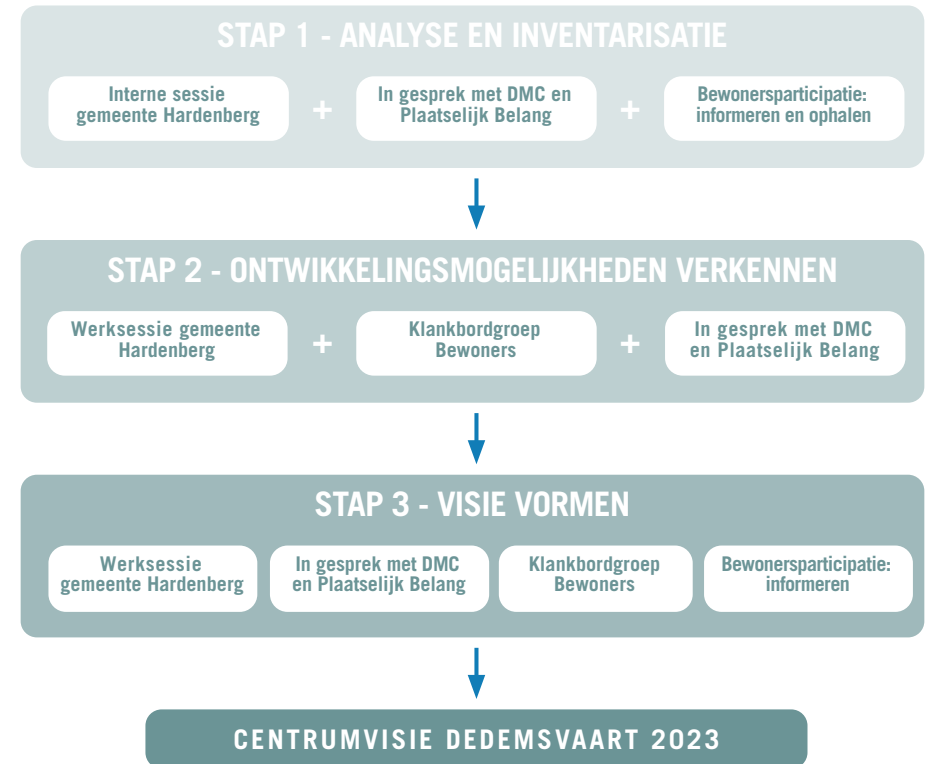 STAP 1 - ANALYSE EN INVENTARISATIE
Interne sessie
gemeente Hardenberg
+
In gesprek met DMC en
Plaatselijk Belang
+
Bewonersparticipatie:
informeren en ophalen
STAP 2 - ONTWIKKELINGSMOGELIJKHEDEN VERKENNEN
Werksessie gemeente
Hardenberg
+
Klankbordgroep
Bewoners
+
In gesprek met DMC
en Plaatselijk Belang
STAP 3 - VISIE VORMEN
Werksessie
gemeente Hardenberg
In gesprek met DMC
en Plaatselijk Belang
Klankbordgroep
Bewoners
Bewonersparticipatie:
informeren
CENTRUMVISIE DEDEMSVAART 2023